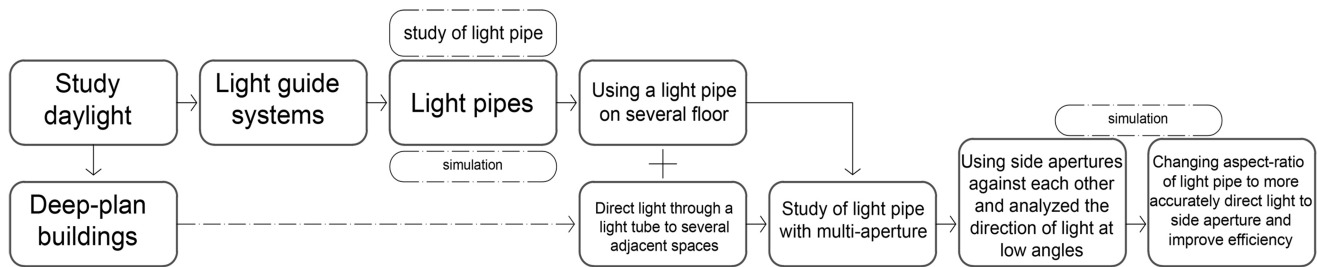 study of light pipe
Study
daylight
Light guide
systems
Light pipes
Using a light pipe
on several floor
simulation
simulation
Deep-plan
buildings
Direct light through a
light tube to several
adjacent spaces
Study of light pipe
with multi-aperture
Using side apertures
against each other
and analyzed the
direction of light at
low angles
Changing aspect-ratio
of light pipe to more
accurately direct light to
side aperture and
improve efficiency